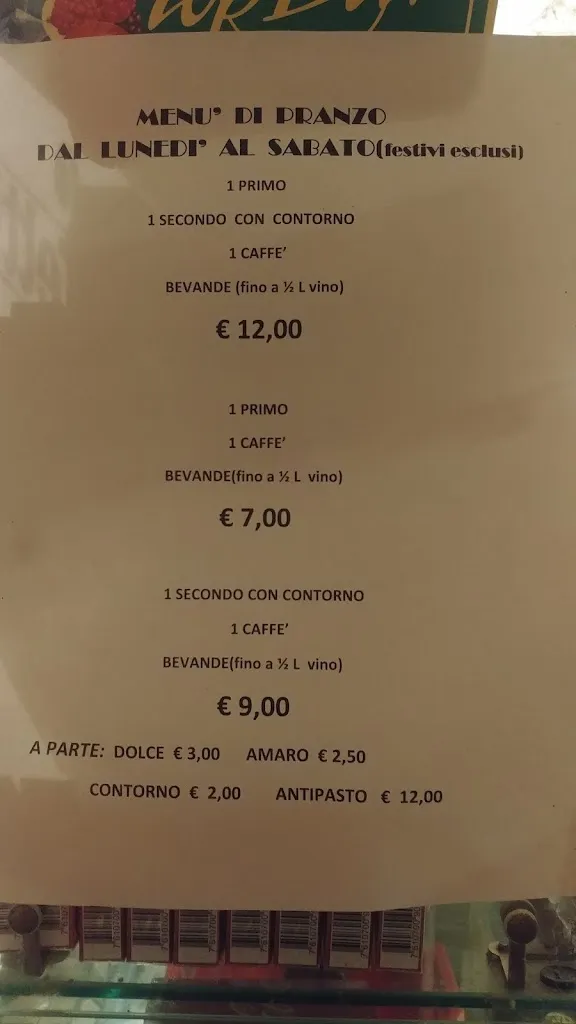 MENU' DI PRANZO
DAL LUNEDI' AL SABATO(festivi esclusi)
1 PRIMO
1 SECONDO CON CONTORNO
1 CAFFE'
BEVANDE (fino a ½ L vino)
€ 12,00
1 PRIMO
1 CAFFE'
BEVANDE(fino a ½ L vino)
€ 7,00
1 SECONDO CON CONTORNO
1 CAFFE'
BEVANDE(fino a ½ L vino)
€ 9,00
A PARTE: DOLCE € 3,00 AMARO € 2,50
CONTORNO € 2,00 ANTIPASTO € 12,00